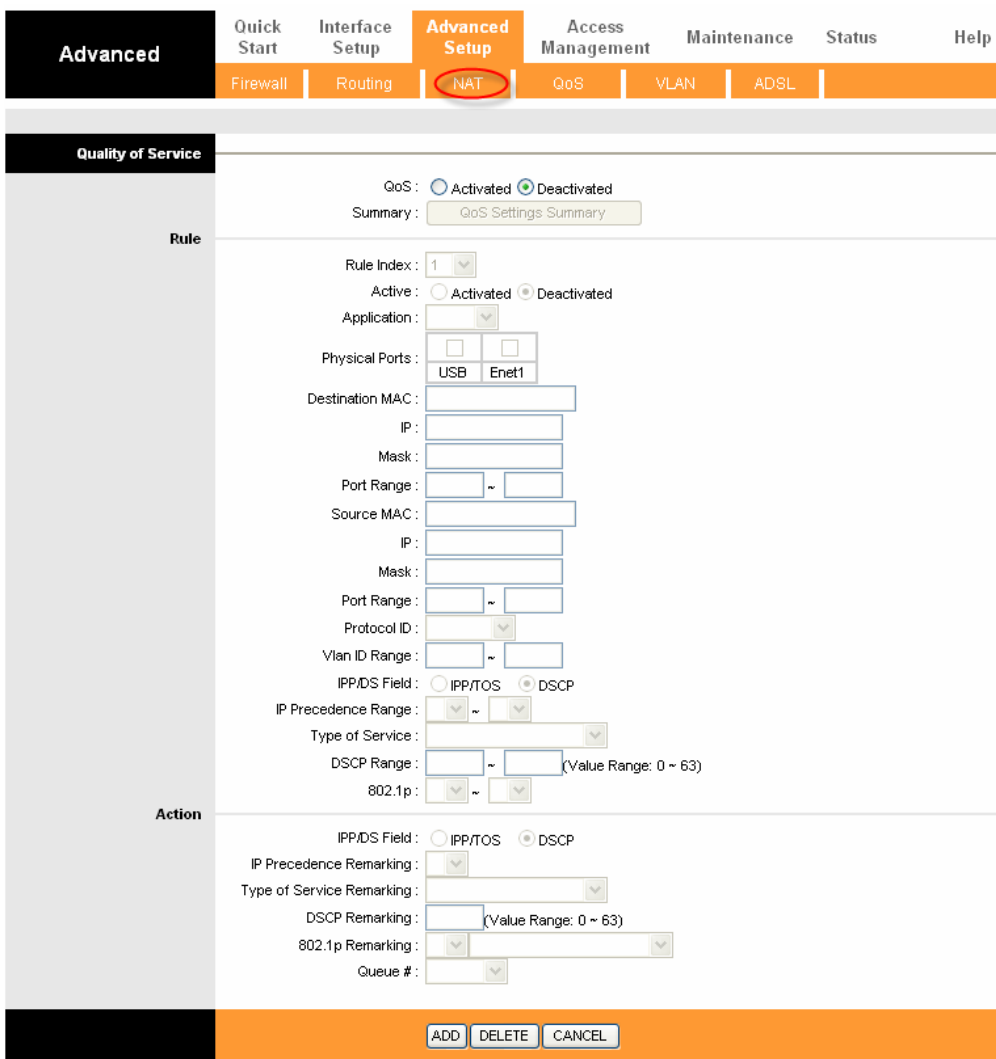 Advanced
Quick Start
Interface Setup
Advanced Setup
Access Management
Maintenance
Status
Help
Firewall
Routing
NAT
QoS
VLAN
ADSL
Quality of Service
QoS : Activated Deactivated
Summary : QoS Settings Summary
Rule
Rule Index : 1
Active : Activated Deactivated
Application :
Physical Ports :
USB Enet1
Destination MAC :
IP :
Mask :
Port Range : ~
Source MAC :
IP :
Mask :
Port Range : ~
Protocol ID :
Vlan ID Range : ~
IPP/DS Field : IPP/TOS DSCP
IP Precedence Range : ~
Type of Service :
DSCP Range : ~ (Value Range: 0 ~ 63)
802.1p : ~
Action
IPP/DS Field : IPP/TOS DSCP
IP Precedence Remarking :
Type of Service Remarking :
DSCP Remarking : (Value Range: 0 ~ 63)
802.1p Remarking :
Queue # :
ADD DELETE CANCEL